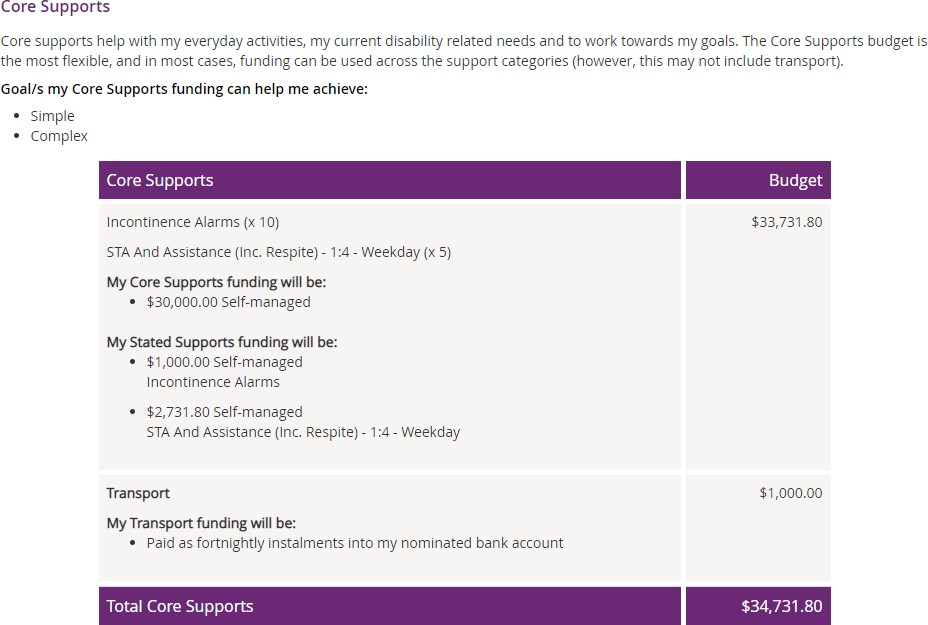 Core Supports
Core supports help with my everyday activities, my current disability related needs and to work towards my goals. The Core Supports budget is
the most flexible, and in most cases, funding can be used across the support categories (however, this may not include transport).
Goal/s my Core Supports funding can help me achieve:
• Simple
• Complex
Core Supports Budget
Incontinence Alarms (x 10) $33,731.80
STA And Assistance (Inc. Respite) - 1:4 - Weekday (x 5)
My Core Supports funding will be:
• $30,000.00 Self-managed
My Stated Supports funding will be:
• $1,000.00 Self-managed
Incontinence Alarms
• $2,731.80 Self-managed
STA And Assistance (Inc. Respite) - 1:4 - Weekday
Transport $1,000.00
My Transport funding will be:
• Paid as fortnightly instalments into my nominated bank account
Total Core Supports $34,731.80